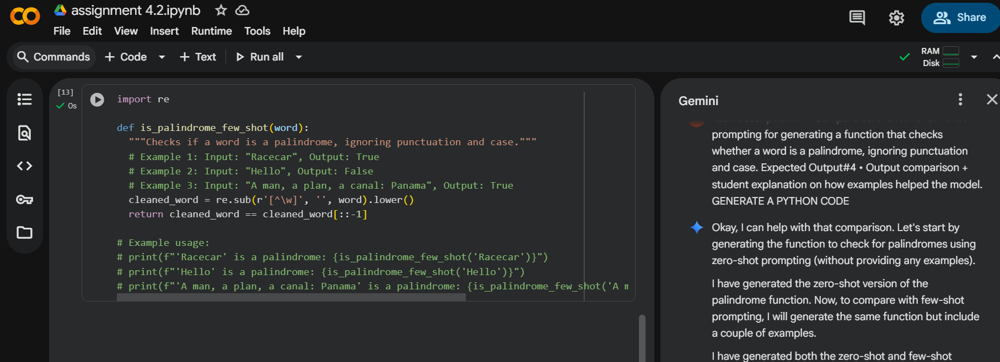 assignment 4.2.ipynb
File Edit View Insert Runtime Tools Help
Share
Commands + Code + Text Run all
RAM
Disk
[13]
0s
import re
def is_palindrome_few_shot(word):
"""Checks if a word is a palindrome, ignoring punctuation and case."""
# Example 1: Input: "Racecar", Output: True
# Example 2: Input: "Hello", Output: False
# Example 3: Input: "A man, a plan, a canal: Panama", Output: True
cleaned_word = re.sub(r'[^\w]', '', word).lower()
return cleaned_word == cleaned_word[::-1]
# Example usage:
# print(f"'Racecar' is a palindrome: {is_palindrome_few_shot('Racecar')}")
# print(f"'Hello' is a palindrome: {is_palindrome_few_shot('Hello')}")
# print(f"'A man, a plan, a canal: Panama' is a palindrome: {is_palindrome_few_shot('A m
Gemini
prompting for generating a function that checks
whether a word is a palindrome, ignoring punctuation
and case. Expected Output#4 • Output comparison +
student explanation on how examples helped the model.
GENERATE A PYTHON CODE
Okay, I can help with that comparison. Let's start by
generating the function to check for palindromes using
zero-shot prompting (without providing any examples).
I have generated the zero-shot version of the
palindrome function. Now, to compare with few-shot
prompting, I will generate the same function but include
a couple of examples.
I have generated both the zero-shot and few-shot